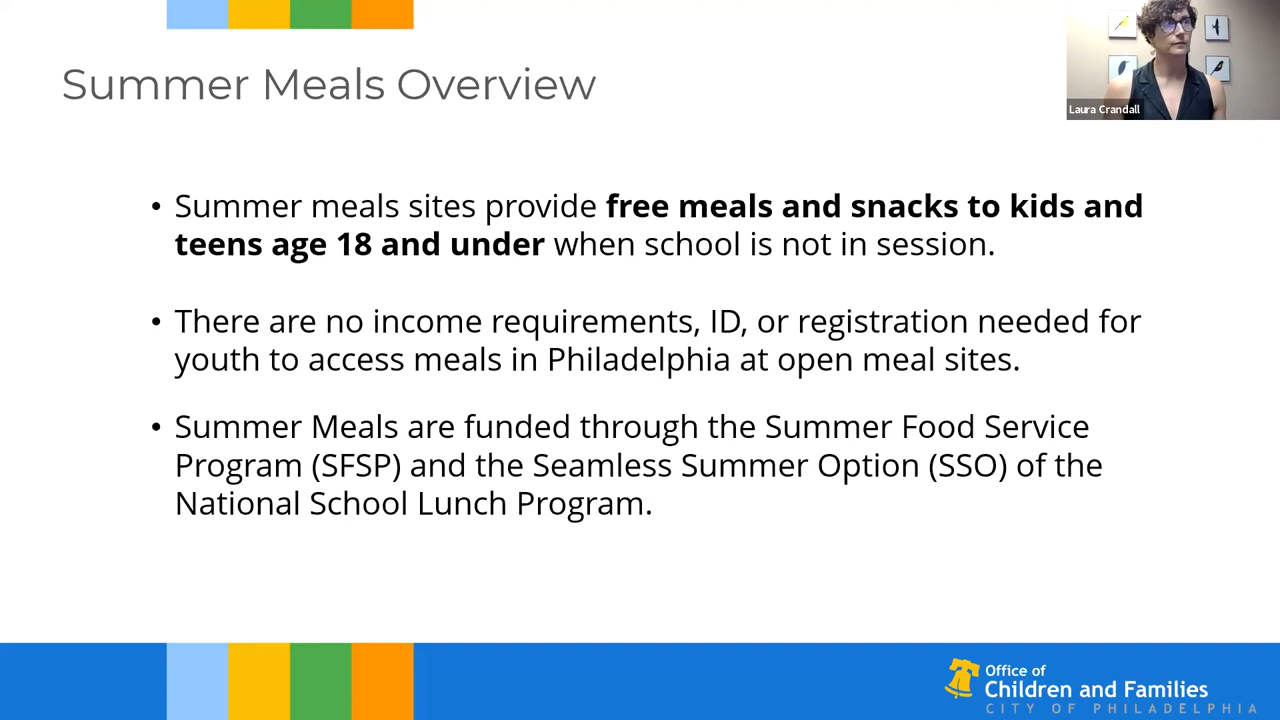 Summer Meals Overview
Laura Crandall
• Summer meals sites provide free meals and snacks to kids and
teens age 18 and under when school is not in session.
• There are no income requirements, ID, or registration needed for
youth to access meals in Philadelphia at open meal sites.
• Summer Meals are funded through the Summer Food Service
Program (SFSP) and the Seamless Summer Option (SSO) of the
National School Lunch Program.
Office of
Children and Families
CITY OF PHILADELPHIA